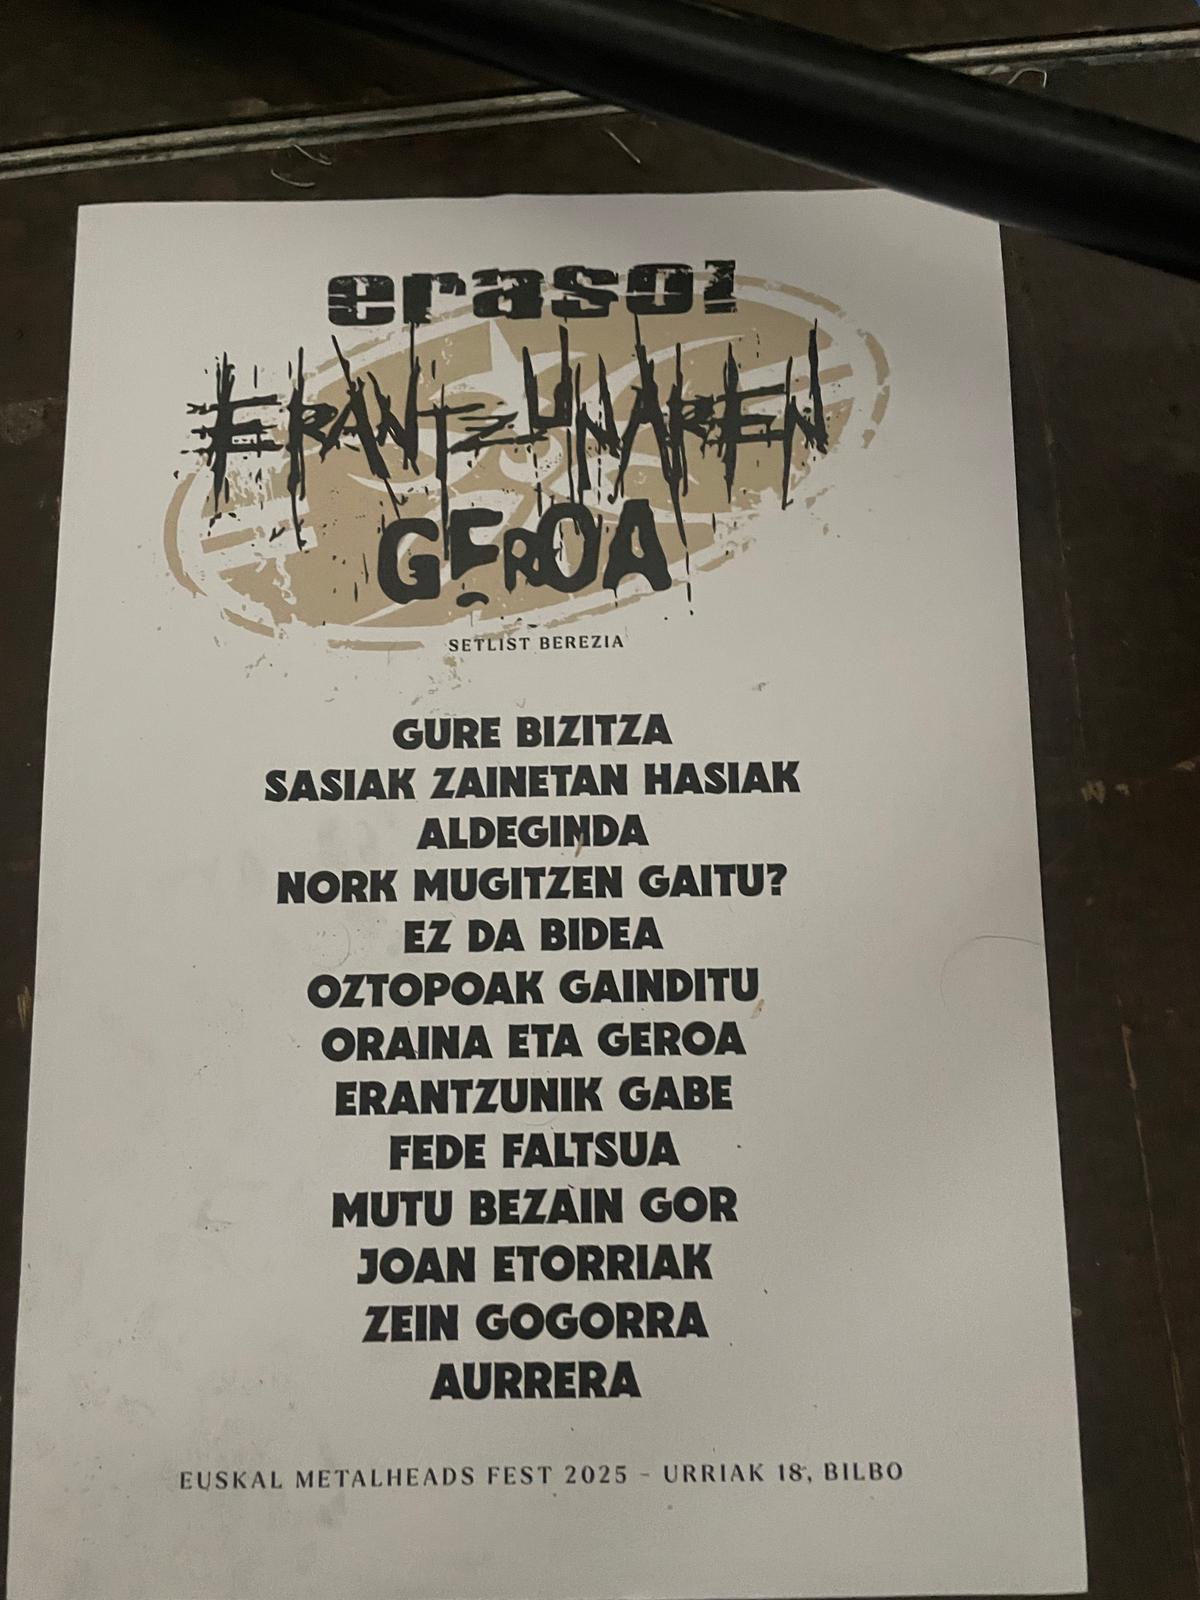 erasol
ERANTZUNAREN
GEROA
SETLIST BEREZIA
GURE BIZITZA
SASIAK ZAINETAN HASIAK
ALDEGINDA
NORK MUGITZEN GAITU?
EZ DA BIDEA
OZTOPOAK GAINDITU
ORAINA ETA GEROA
ERANTZUNIK GABE
FEDE FALTSUA
MUTU BEZAIN GOR
JOAN ETORRIAK
ZEIN GOGORRA
AURRERA
EUSKAL METALHEADS FEST 2025 - URRIAK 18, BILBO